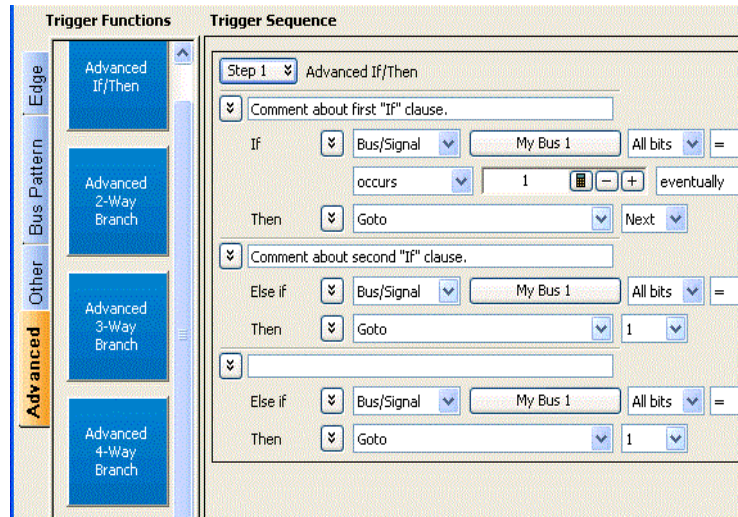 Trigger Functions
Trigger Sequence
Edge
Bus Pattern
Other
Advanced
Advanced
If/Then
Advanced
2-Way
Branch
Advanced
3-Way
Branch
Advanced
4-Way
Branch
Step 1 Advanced If/Then
Comment about first "If" clause.
If Bus/Signal My Bus 1 All bits =
occurs 1 - + eventually
Then Goto Next
Comment about second "If" clause.
Else if Bus/Signal My Bus 1 All bits =
Then Goto 1
Else if Bus/Signal My Bus 1 All bits =
Then Goto 1